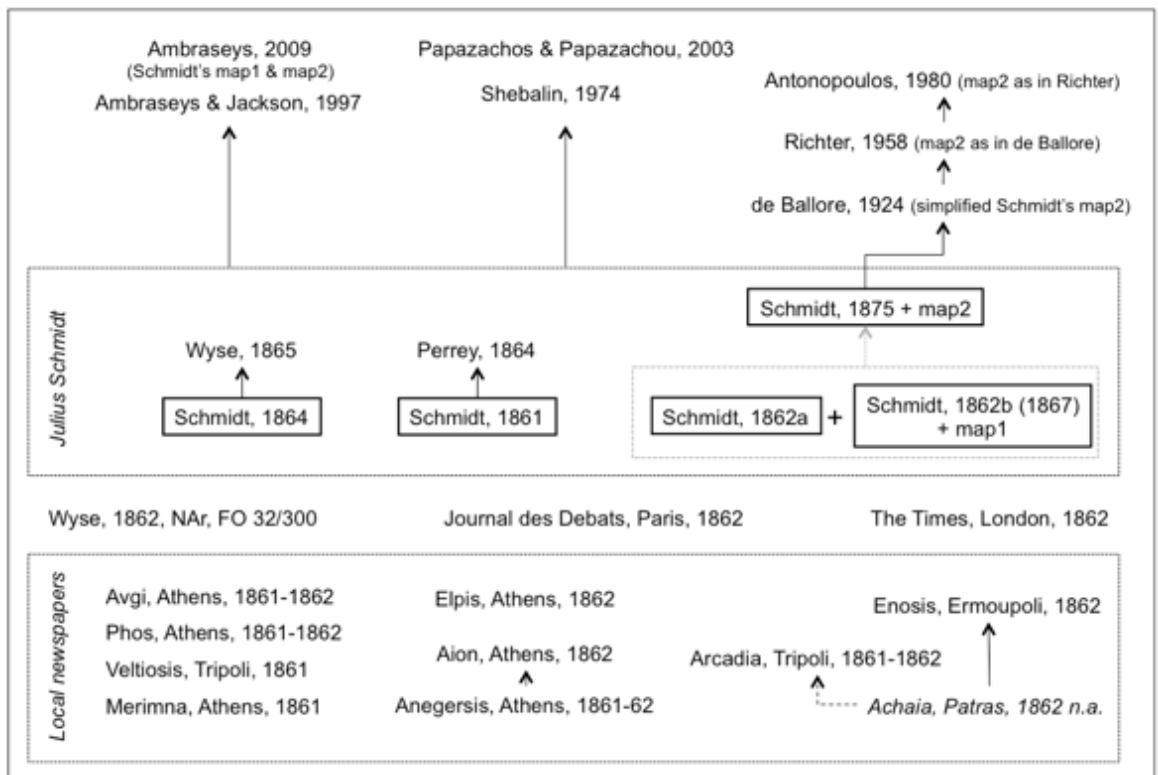 Ambraseys, 2009
(Schmidt's map1 & map2)
Ambraseys & Jackson, 1997
Papazachos & Papazachou, 2003
Shebalin, 1974
Antonopoulos, 1980 (map2 as in Richter)
Richter, 1958 (map2 as in de Ballore)
de Ballore, 1924 (simplified Schmidt's map2)
Julius Schmidt
Schmidt, 1875 + map2
Wyse, 1865
Perrey, 1864
Schmidt, 1864
Schmidt, 1861
Schmidt, 1862a
+
Schmidt, 1862b (1867)
+ map1
Wyse, 1862, NAr, FO 32/300
Journal des Debats, Paris, 1862
The Times, London, 1862
Local newspapers
Avgi, Athens, 1861-1862
Phos, Athens, 1861-1862
Veltiosis, Tripoli, 1861
Merimna, Athens, 1861
Elpis, Athens, 1862
Aion, Athens, 1862
Anegersis, Athens, 1861-62
Enosis, Ermoupoli, 1862
Arcadia, Tripoli, 1861-1862
Achaia, Patras, 1862 n.a.